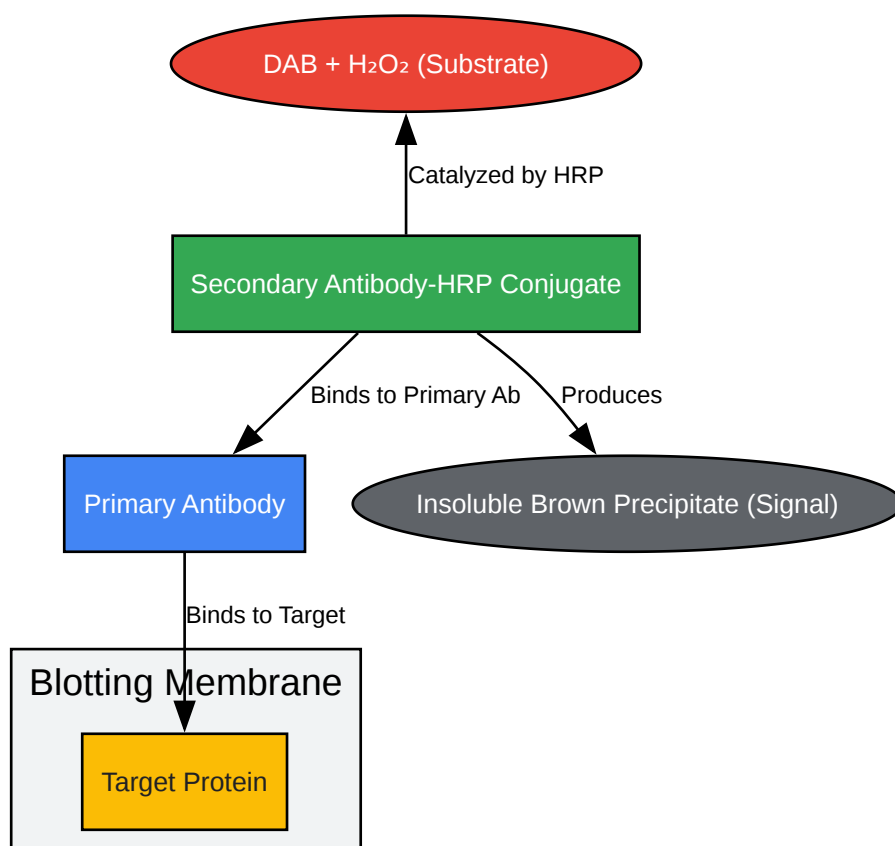 DAB + H₂O₂ (Substrate)
Catalyzed by HRP
Secondary Antibody-HRP Conjugate
Binds to Primary Ab
Produces
Primary Antibody
Insoluble Brown Precipitate (Signal)
Binds to Target
Blotting Membrane
Target Protein